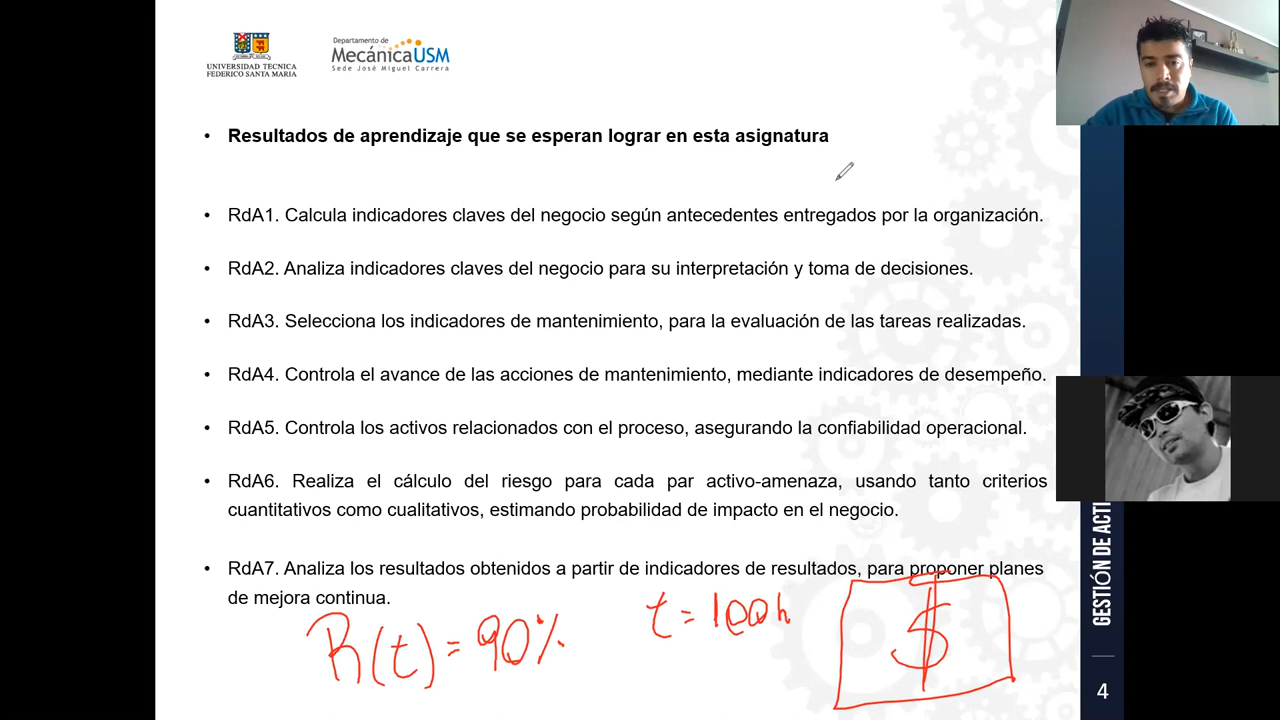 UNIVERSIDAD TECNICA
FEDERICO SANTA MARIA
Departamento de
MecánicaUSM
Sede José Miguel Carrera
• Resultados de aprendizaje que se esperan lograr en esta asignatura
• RdA1. Calcula indicadores claves del negocio según antecedentes entregados por la organización.
• RdA2. Analiza indicadores claves del negocio para su interpretación y toma de decisiones.
• RdA3. Selecciona los indicadores de mantenimiento, para la evaluación de las tareas realizadas.
• RdA4. Controla el avance de las acciones de mantenimiento, mediante indicadores de desempeño.
• RdA5. Controla los activos relacionados con el proceso, asegurando la confiabilidad operacional.
• RdA6. Realiza el cálculo del riesgo para cada par activo-amenaza, usando tanto criterios
cuantitativos como cualitativos, estimando probabilidad de impacto en el negocio.
• RdA7. Analiza los resultados obtenidos a partir de indicadores de resultados, para proponer planes
de mejora continua.
R(t) = 90%
t = 100h
$
GESTIÓN DE ACTI
4